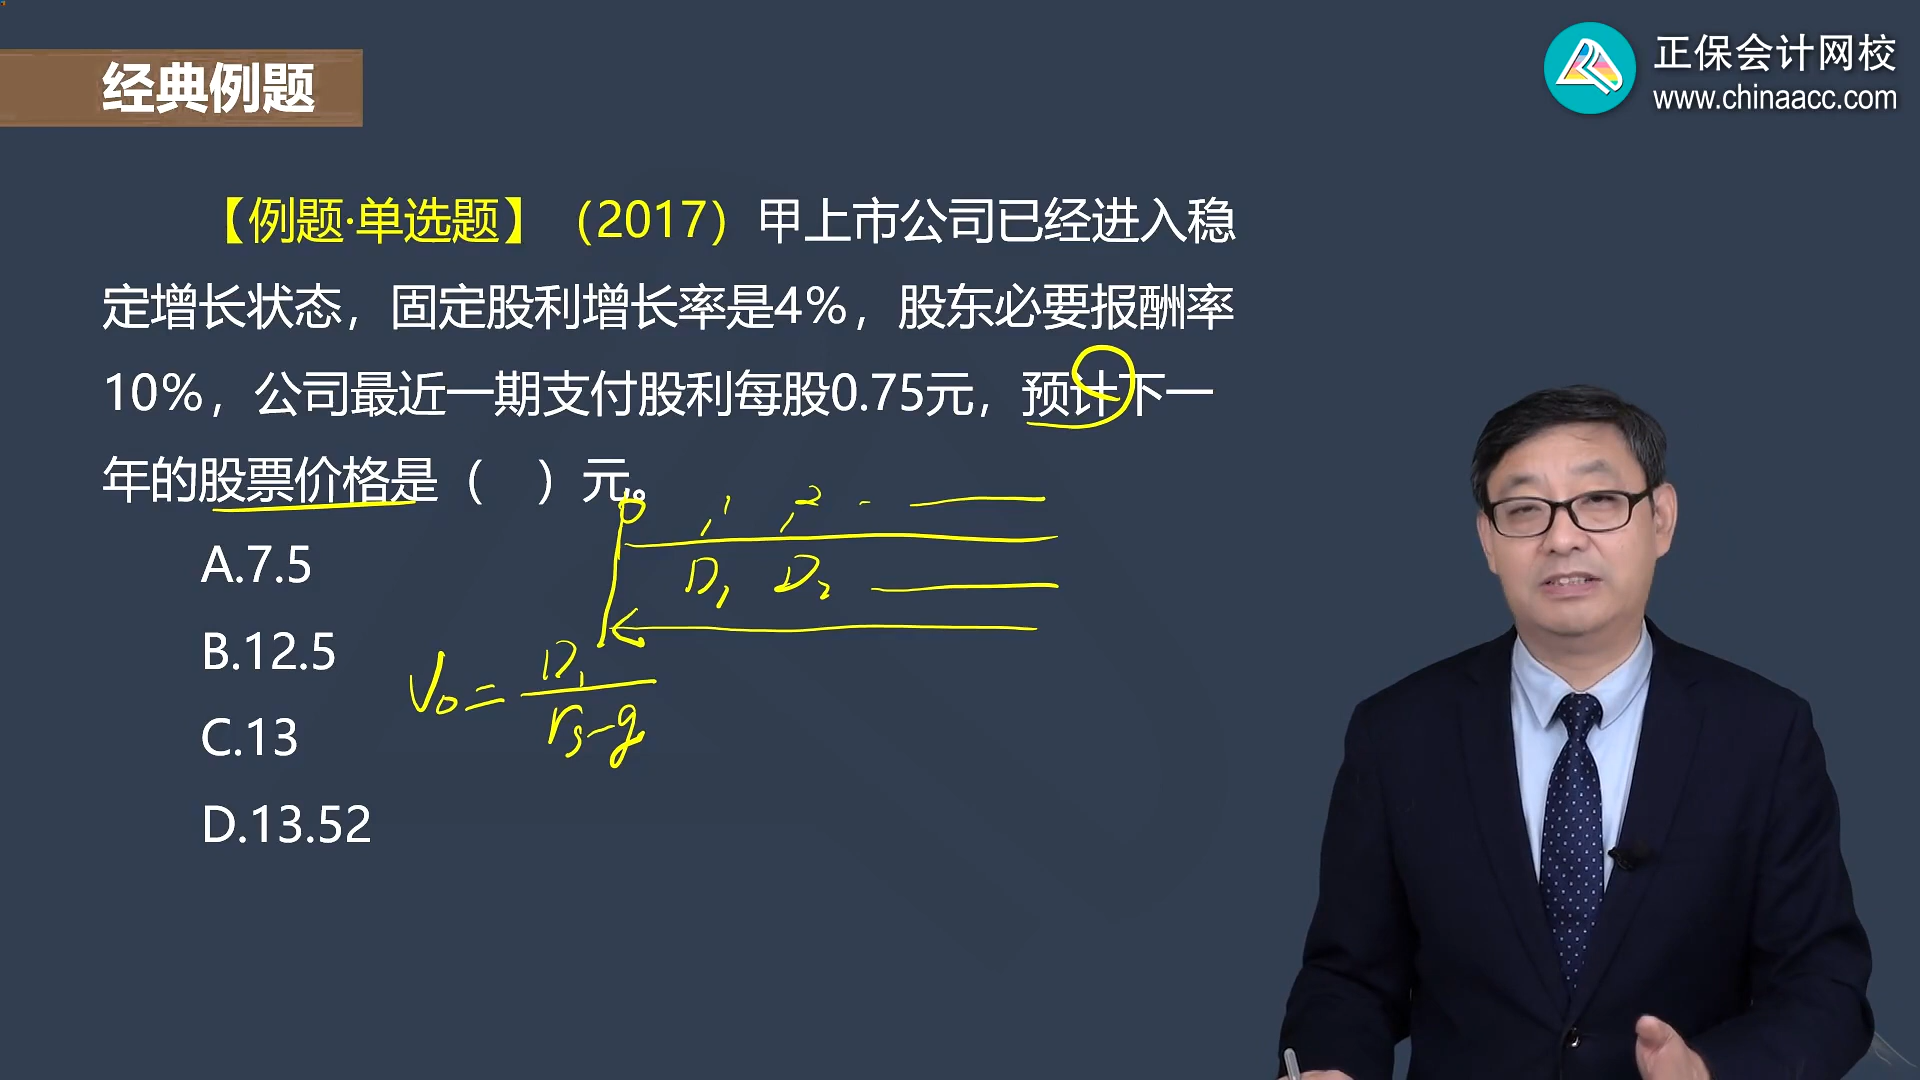 经典例题
正保会计网校
www.chinaacc.com
【例题·单选题】（2017）甲上市公司已经进入稳
定增长状态，固定股利增长率是4%，股东必要报酬率
10%，公司最近一期支付股利每股0.75元，预计下一
年的股票价格是（　）元。
0 1 2
A.7.5
D₁ D₂
B.12.5
V₀=D₁/(rs-g)
C.13
D.13.52